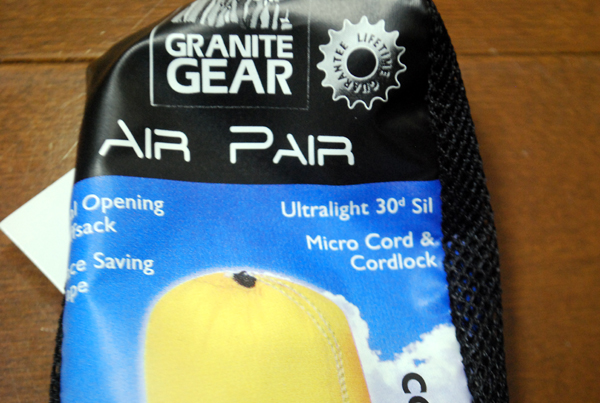 GRANITE
GEAR
LIFETIME GUARANTEE
AIR PAIR
Opening
Ultralight 30d Sil
Micro Cord &
Cordlock
Saving